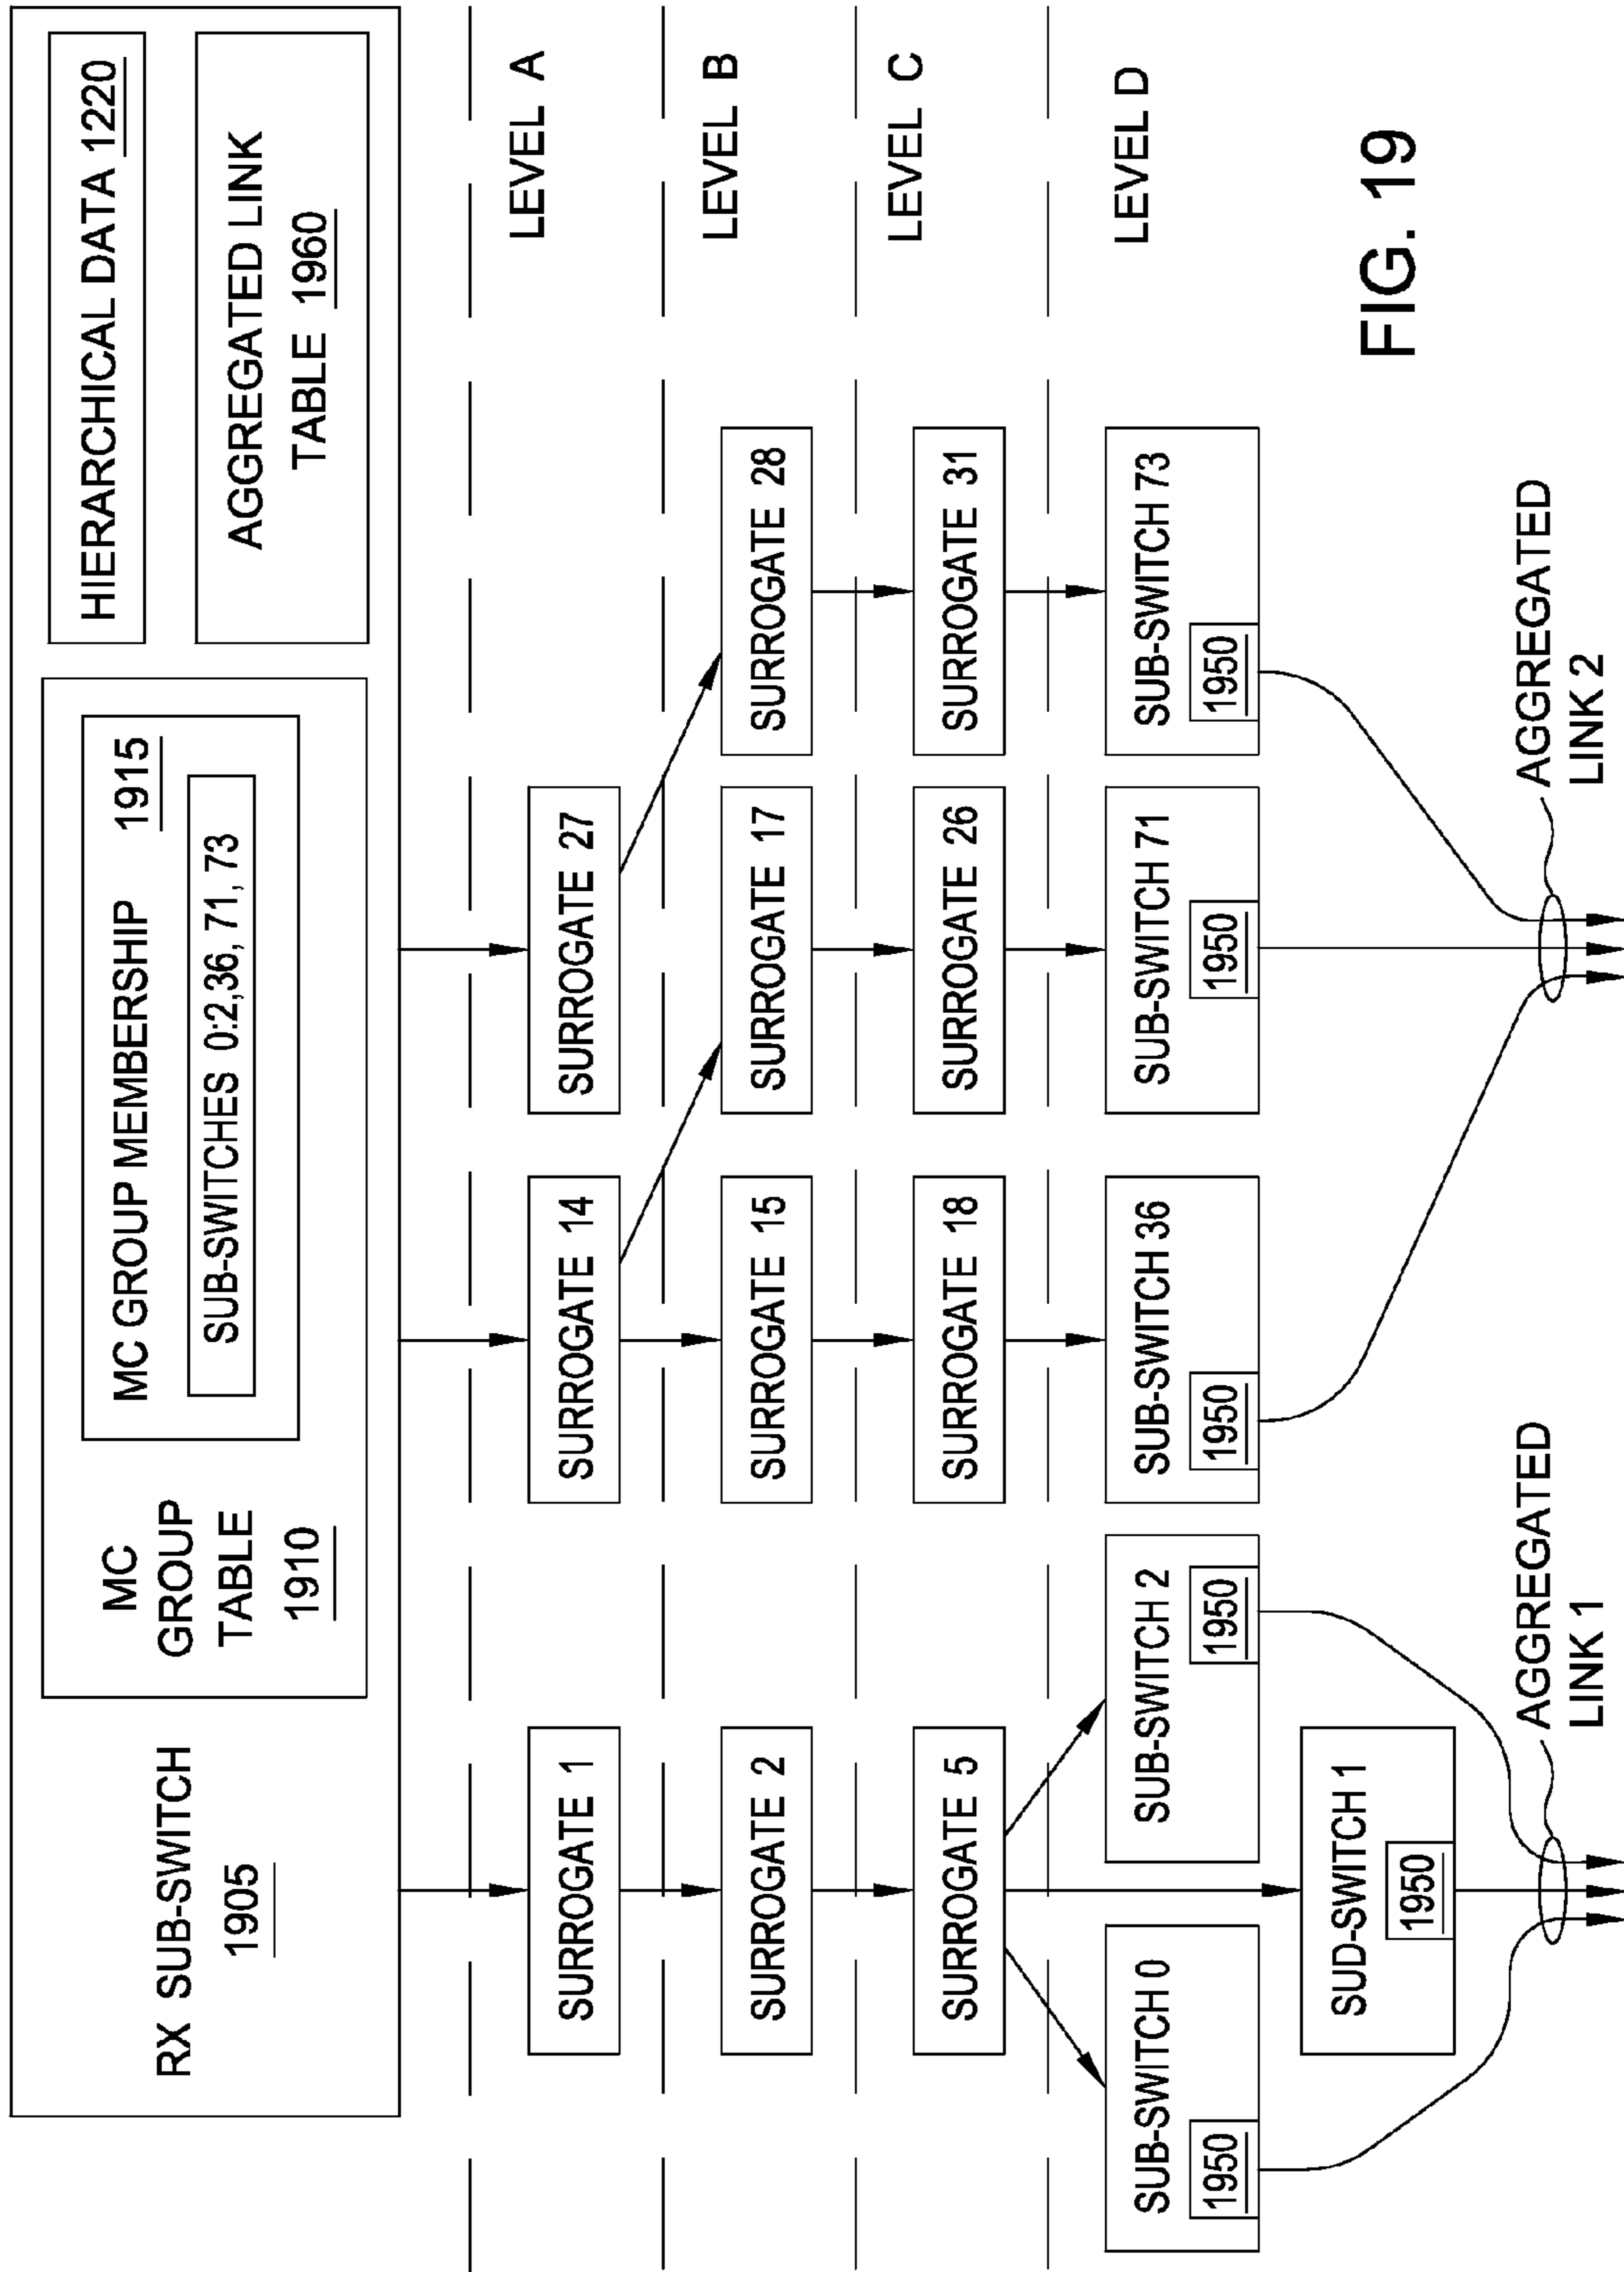 RX SUB-SWITCH
1905
MC
GROUP
TABLE
1910
MC GROUP MEMBERSHIP 1915
SUB-SWITCHES 0:2,36, 71, 73
HIERARCHICAL DATA 1220
AGGREGATED LINK
TABLE 1960
SURROGATE 1
SURROGATE 14
SURROGATE 27
LEVEL A
SURROGATE 2
SURROGATE 15
SURROGATE 17
SURROGATE 28
LEVEL B
SURROGATE 5
SURROGATE 18
SURROGATE 26
SURROGATE 31
LEVEL C
SUB-SWITCH 0
1950
SUB-SWITCH 2
1950
SUB-SWITCH 36
1950
SUB-SWITCH 71
1950
SUB-SWITCH 73
1950
LEVEL D
SUD-SWITCH 1
1950
AGGREGATED
LINK 1
AGGREGATED
LINK 2
FIG. 19